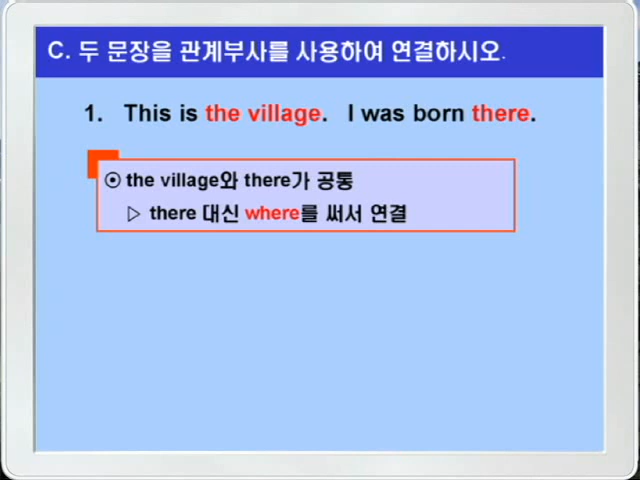 C. 두 문장을 관계부사를 사용하여 연결하시오.
1. This is the village. I was born there.
⊙ the village와 there가 공통
▷ there 대신 where를 써서 연결